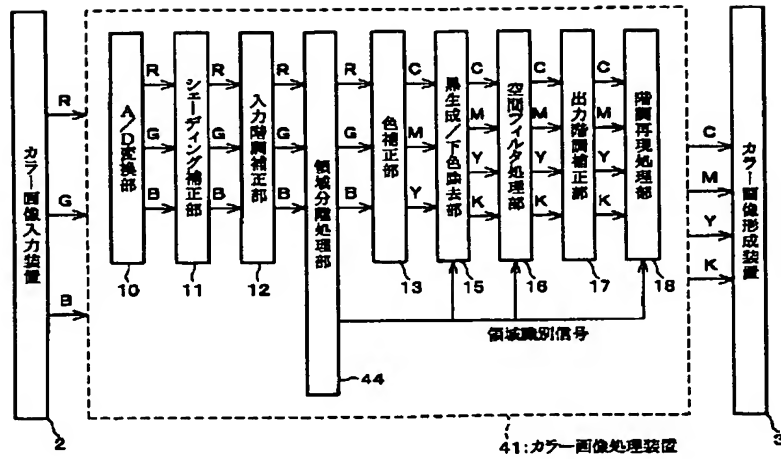 カラー画像入力装置
2
R
G
B
A/D変換部
10
R
G
B
シェーディング補正部
11
R
G
B
入力階調補正部
12
R
G
B
領域分離処理部
44
R
G
B
色補正部
13
C
M
Y
黒生成/下色除去部
15
C
M
Y
K
空間フィルタ処理部
16
C
M
Y
K
出力階調補正部
17
C
M
Y
K
階調再現処理部
18
領域識別信号
C
M
Y
K
カラー画像形成装置
3
41:カラー画像処理装置